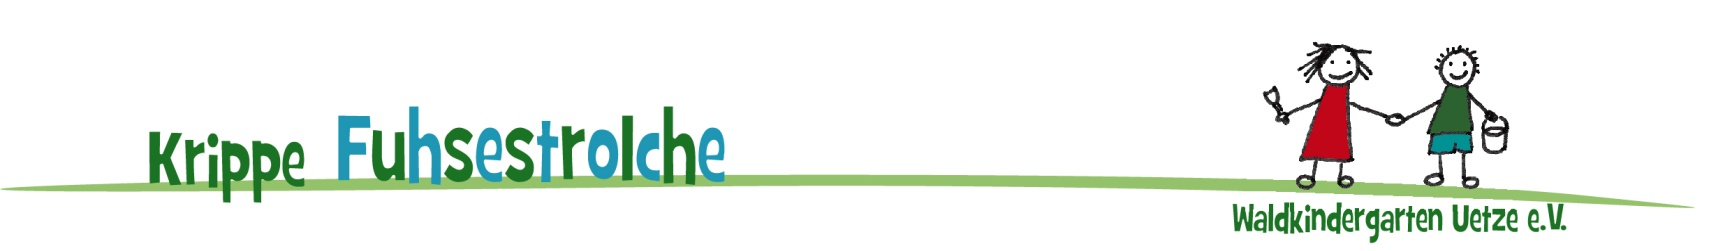 Krippe Fuhsestrolche
Waldkindergarten Uetze e.V.